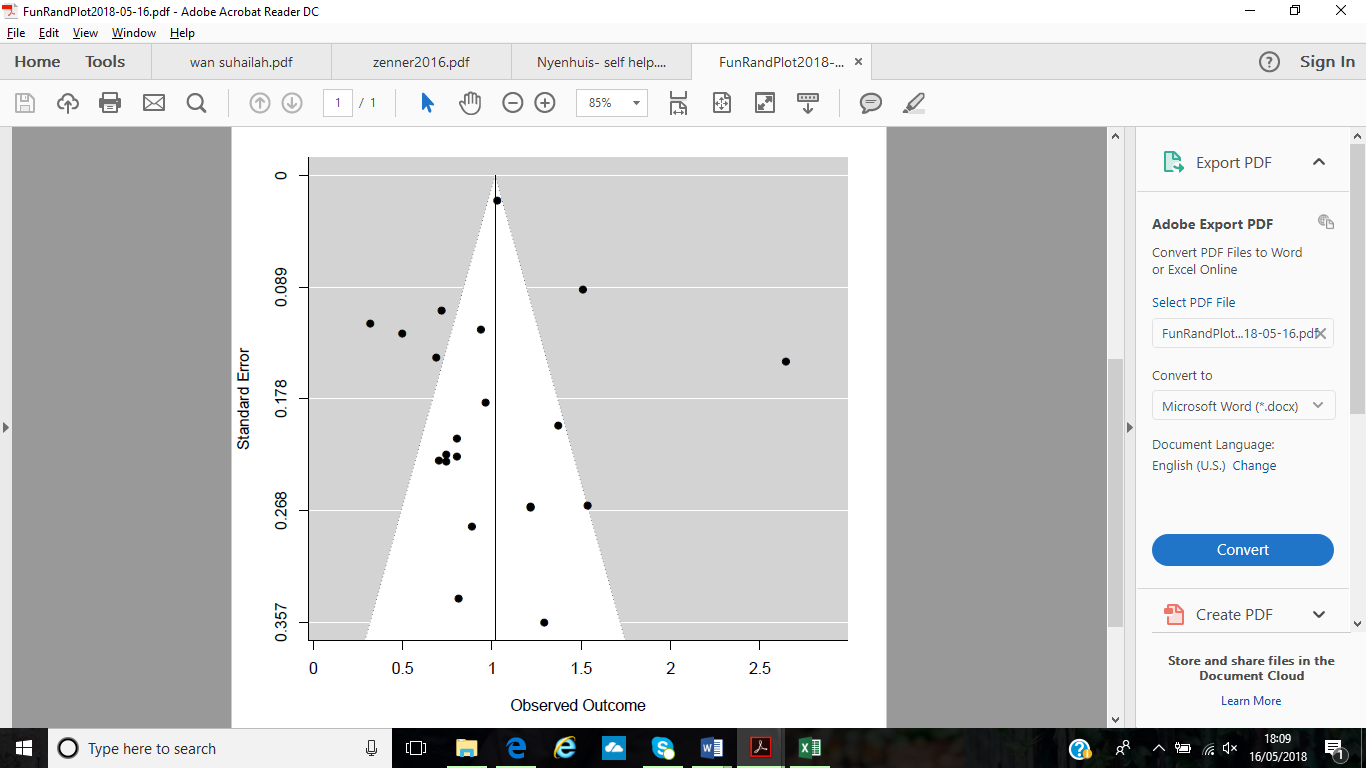 FunRandPlot2018-05-16.pdf - Adobe Acrobat Reader DC
File Edit View Window Help
Home Tools wan suhailah.pdf zenner2016.pdf Nyenhuis- self help.... FunRandPlot2018-... Sign In
1 / 1 85%
0
0.089
0.178
0.268
0.357
Standard Error
0 0.5 1 1.5 2 2.5
Observed Outcome
Export PDF
Adobe Export PDF
Convert PDF Files to Word
or Excel Online
Select PDF File
FunRandPlot...18-05-16.pdf
Convert to
Microsoft Word (*.docx)
Document Language:
English (U.S.) Change
Convert
Create PDF
Store and share files in the
Document Cloud
Learn More
Type here to search
18:09
16/05/2018
1